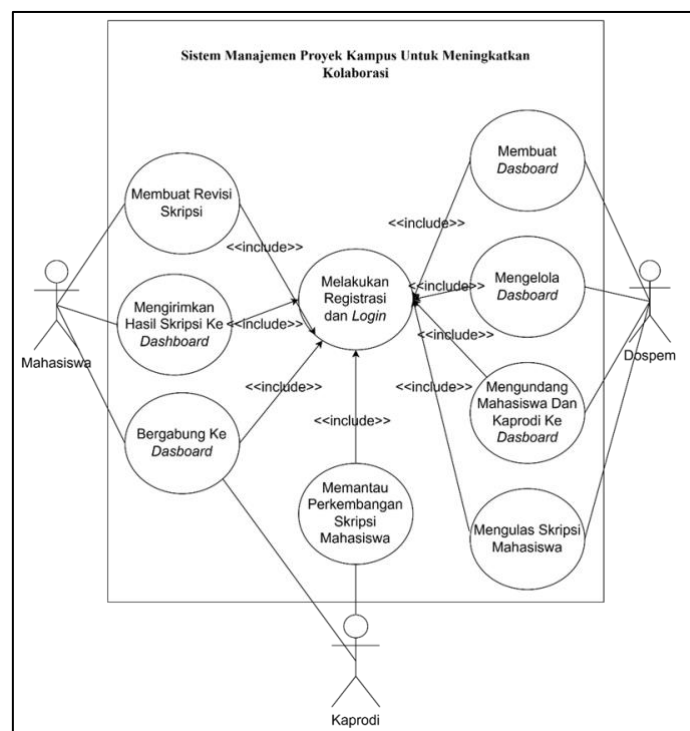 Sistem Manajemen Proyek Kampus Untuk Meningkatkan
Kolaborasi
Membuat
Dasboard
Membuat Revisi
Skripsi
<<include>>
<<include>>
Melakukan
Registrasi
dan Login
Mengelola
Dasboard
<<include>>
Mengirimkan
Hasil Skripsi Ke
Dashboard
<<include>>
<<include>>
Mahasiswa
Dospem
<<include>>
<<include>>
Mengundang
Mahasiswa Dan
Kaprodi Ke
Dasboard
Bergabung Ke
Dasboard
<<include>>
Memantau
Perkembangan
Skripsi
Mahasiswa
Mengulas Skripsi
Mahasiswa
Kaprodi